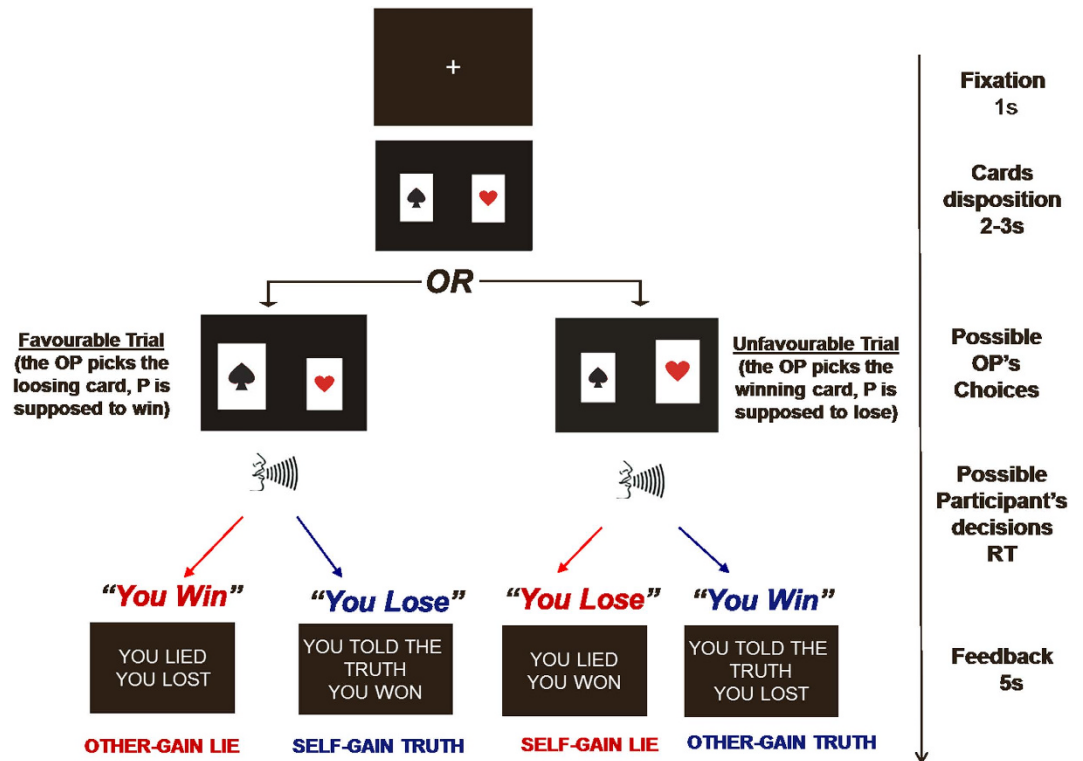 +
Fixation
1s
Cards
disposition
2-3s
OR
Favourable Trial
(the OP picks the
loosing card, P is
supposed to win)
Unfavourable Trial
(the OP picks the
winning card, P is
supposed to lose)
Possible
OP's
Choices
Possible
Participant's
decisions
RT
“You Win”
“You Lose”
“You Lose”
“You Win”
YOU LIED
YOU LOST
YOU TOLD THE
TRUTH
YOU WON
YOU LIED
YOU WON
YOU TOLD THE
TRUTH
YOU LOST
Feedback
5s
OTHER-GAIN LIE
SELF-GAIN TRUTH
SELF-GAIN LIE
OTHER-GAIN TRUTH